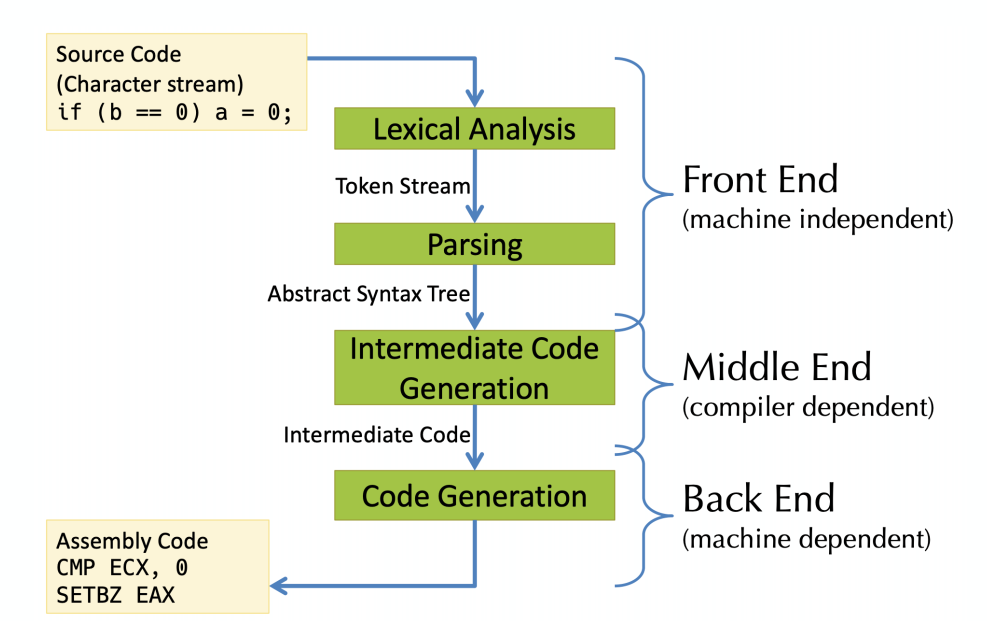 Source Code
(Character stream)
if (b == 0) a = 0;
Lexical Analysis
Token Stream
Parsing
Abstract Syntax Tree
Intermediate Code
Generation
Intermediate Code
Code Generation
Assembly Code
CMP ECX, 0
SETBZ EAX
Front End
(machine independent)
Middle End
(compiler dependent)
Back End
(machine dependent)